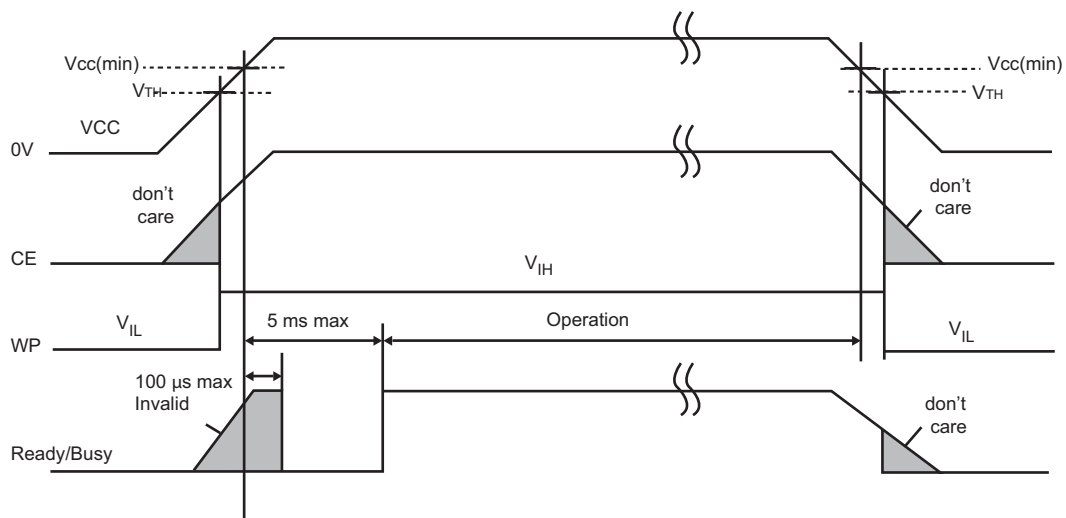 Vcc(min)
VTH
VCC
0V
Vcc(min)
VTH
don't
care
don't
care
CE
VIH
VIL
5 ms max
Operation
VIL
WP
100 µs max
Invalid
don't
care
Ready/Busy